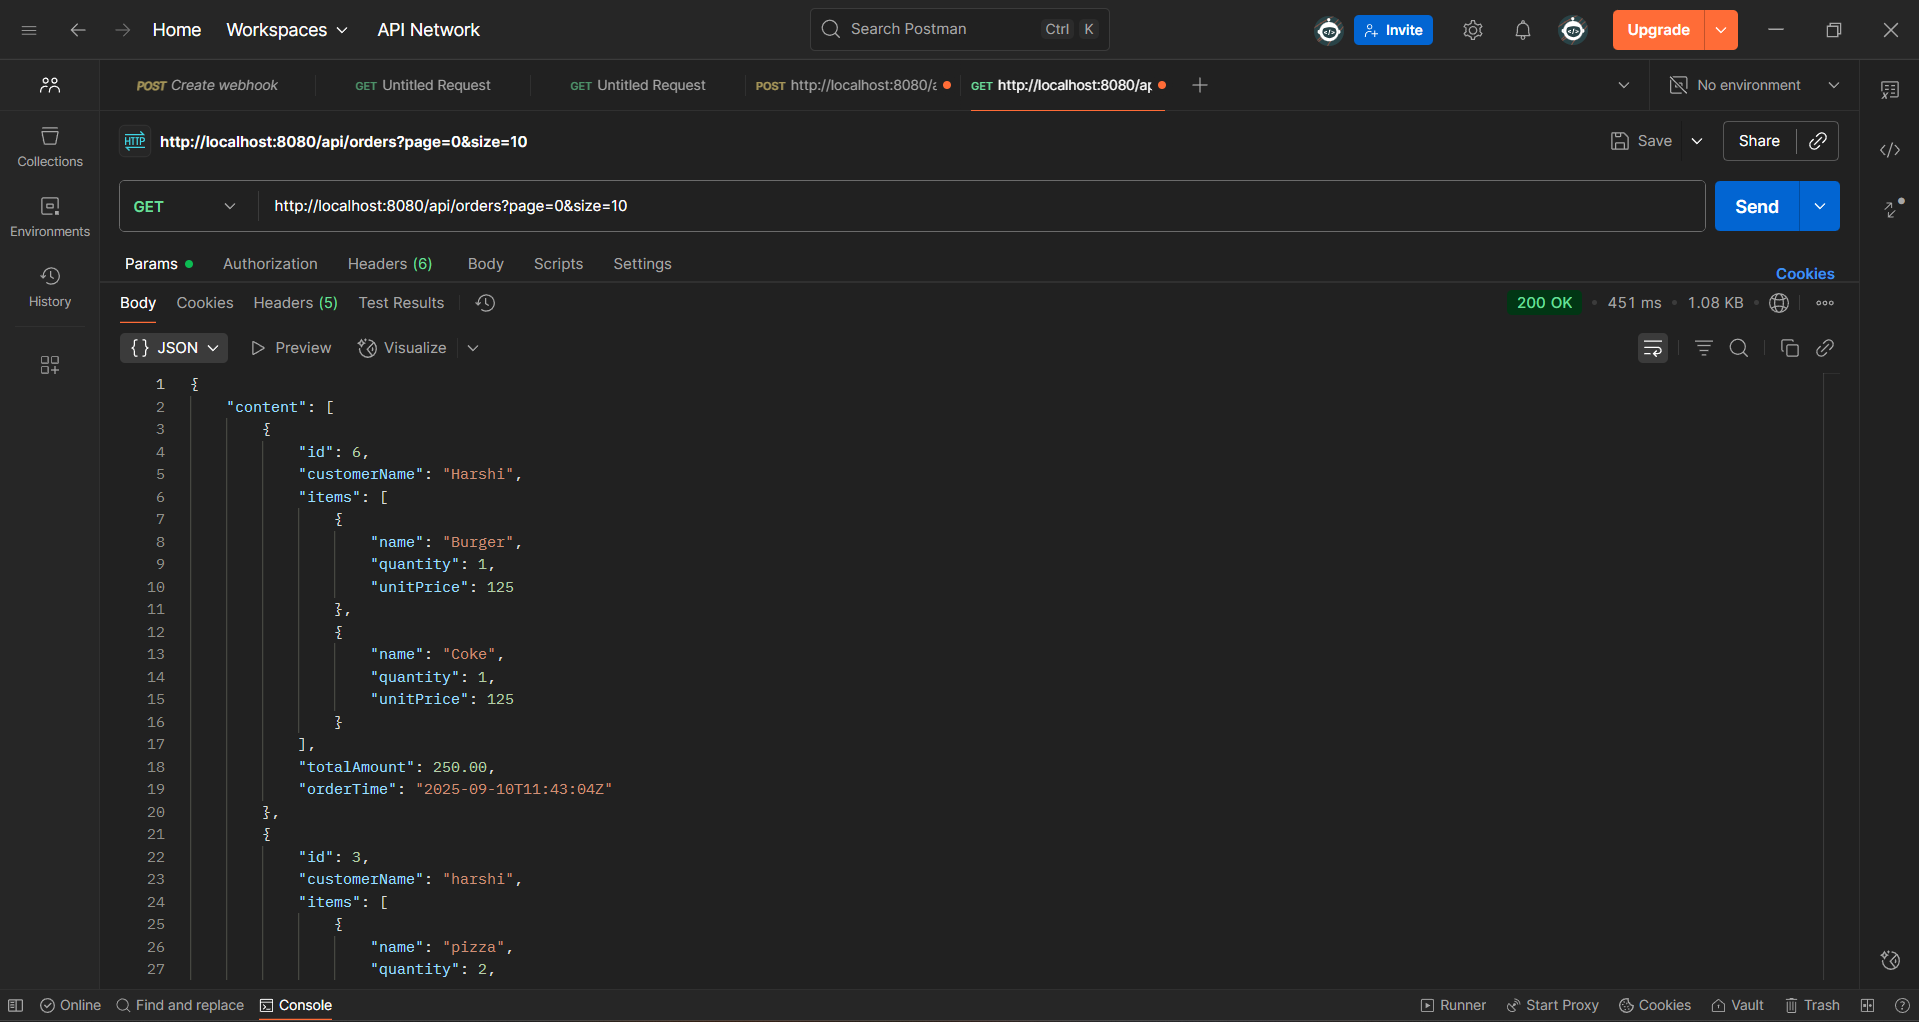 Home Workspaces API Network Search Postman Ctrl K Invite Upgrade
POST Create webhook GET Untitled Request GET Untitled Request POST http://localhost:8080/a GET http://localhost:8080/ap No environment
HTTP http://localhost:8080/api/orders?page=0&size=10 Save Share
GET http://localhost:8080/api/orders?page=0&size=10 Send
Collections
Environments
History
Params Authorization Headers (6) Body Scripts Settings
Cookies
Body Cookies Headers (5) Test Results 200 OK • 451 ms • 1.08 KB •
{} JSON Preview Visualize
1 {
2 "content": [
3 {
4 "id": 6,
5 "customerName": "Harshi",
6 "items": [
7 {
8 "name": "Burger",
9 "quantity": 1,
10 "unitPrice": 125
11 },
12 {
13 "name": "Coke",
14 "quantity": 1,
15 "unitPrice": 125
16 }
17 ],
18 "totalAmount": 250.00,
19 "orderTime": "2025-09-10T11:43:04Z"
20 },
21 {
22 "id": 3,
23 "customerName": "harshi",
24 "items": [
25 {
26 "name": "pizza",
27 "quantity": 2,
Online Find and replace Console Runner Start Proxy Cookies Vault Trash